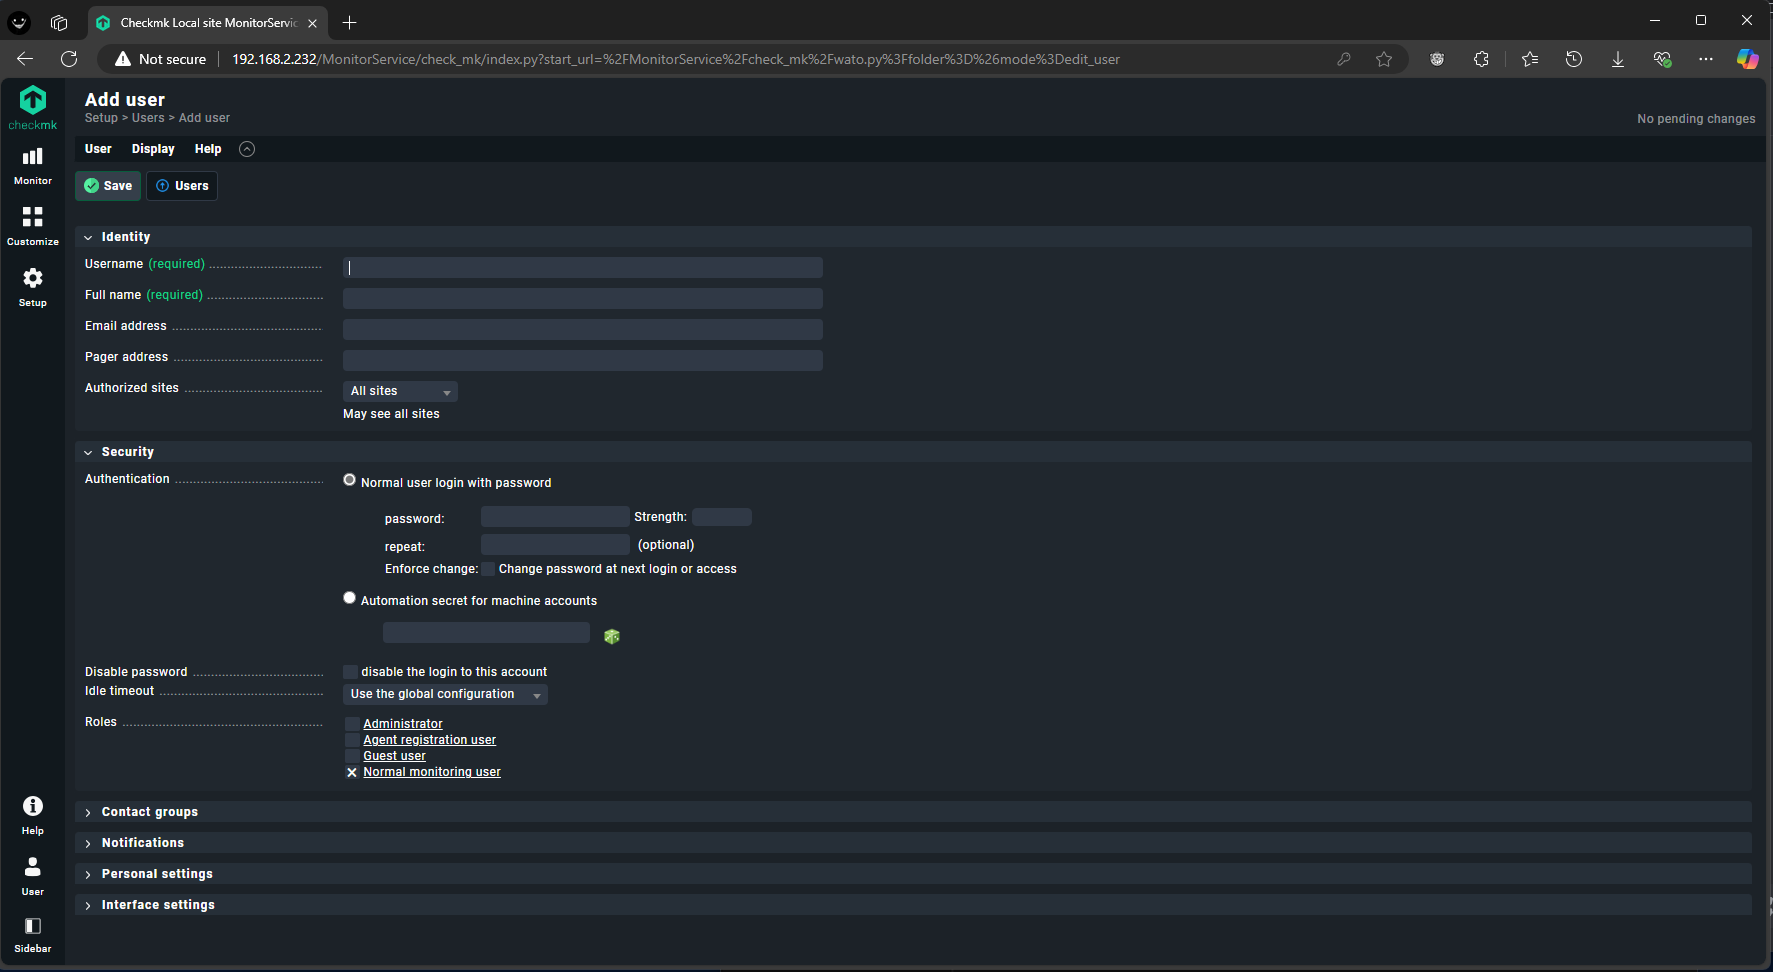 Checkmk Local site MonitorServic
Not secure
192.168.2.232/MonitorService/check_mk/index.py?start_url=%2FMonitorService%2Fcheck_mk%2Fwato.py%3Ffolder%3D%26mode%3Dedit_user
checkmk
Monitor
Customize
Setup
Help
User
Sidebar
Add user
Setup > Users > Add user
No pending changes
User Display Help
Save Users
Identity
Username (required)
Full name (required)
Email address
Pager address
Authorized sites All sites
May see all sites
Security
Authentication Normal user login with password
password: Strength:
repeat: (optional)
Enforce change: Change password at next login or access
Automation secret for machine accounts
Disable password disable the login to this account
Idle timeout Use the global configuration
Roles Administrator
Agent registration user
Guest user
Normal monitoring user
Contact groups
Notifications
Personal settings
Interface settings